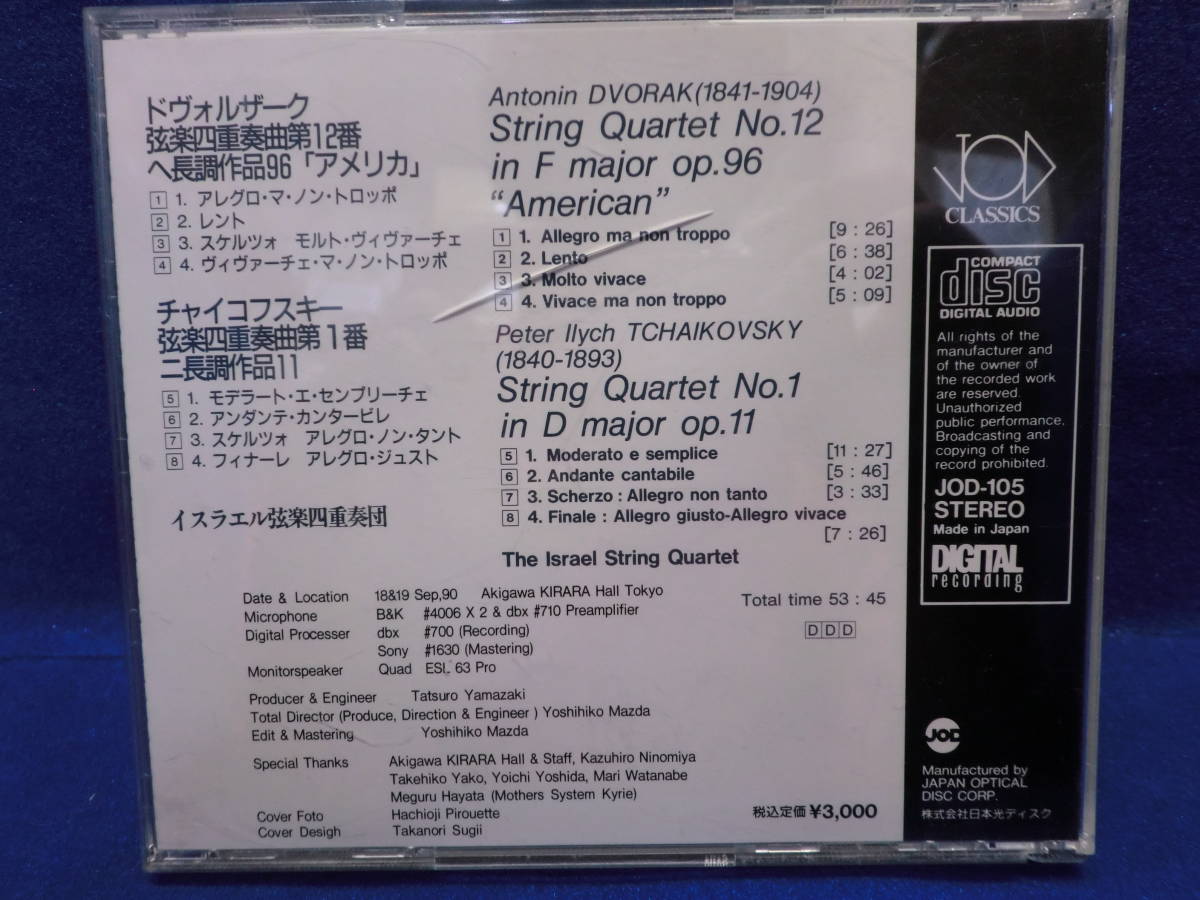 ドヴォルザーク
弦楽四重奏曲第12番
ヘ長調作品96「アメリカ」
1 1. アレグロ・マ・ノン・トロッポ
2 2. レント
3 3. スケルツォ モルト・ヴィヴァーチェ
4 4. ヴィヴァーチェ・マ・ノン・トロッポ
チャイコフスキー
弦楽四重奏曲第1番
ニ長調作品11
5 1. モデラート・エ・センプリーチェ
6 2. アンダンテ・カンタービレ
7 3. スケルツォ アレグロ・ノン・タント
8 4. フィナーレ アレグロ・ジュスト
イスラエル弦楽四重奏団
Antonin DVORAK(1841-1904)
String Quartet No.12
in F major op.96
“American”
1 1. Allegro ma non troppo [9 : 26]
2 2. Lento [6 : 38]
3 3. Molto vivace [4 : 02]
4 4. Vivace ma non troppo [5 : 09]
Peter Ilych TCHAIKOVSKY
(1840-1893)
String Quartet No.1
in D major op.11
5 1. Moderato e semplice [11 : 27]
6 2. Andante cantabile [5 : 46]
7 3. Scherzo : Allegro non tanto [3 : 33]
8 4. Finale : Allegro giusto-Allegro vivace
[7 : 26]
The Israel String Quartet
Date & Location 18&19 Sep,90 Akigawa KIRARA Hall Tokyo
Microphone B&K #4006 X 2 & dbx #710 Preamplifier
Digital Processer dbx #700 (Recording)
Sony #1630 (Mastering)
Monitorspeaker Quad ESL 63 Pro
Total time 53 : 45
DDD
Producer & Engineer Tatsuro Yamazaki
Total Director (Produce, Direction & Engineer ) Yoshihiko Mazda
Edit & Mastering Yoshihiko Mazda
Special Thanks Akigawa KIRARA Hall & Staff, Kazuhiro Ninomiya
Takehiko Yako, Yoichi Yoshida, Mari Watanabe
Meguru Hayata (Mothers System Kyrie)
Cover Foto Hachioji Pirouette
Cover Desigh Takanori Sugii
税込定価 ¥3,000
JOD
CLASSICS
COMPACT
disc
DIGITAL AUDIO
All rights of the
manufacturer and
of the owner of
the recorded work
are reserved.
Unauthorized
public performance,
Broadcasting and
copying of the
record prohibited.
JOD-105
STEREO
Made in Japan
DIGITAL
recording
JOD
Manufactured by
JAPAN OPTICAL
DISC CORP.
株式会社日本光ディスク